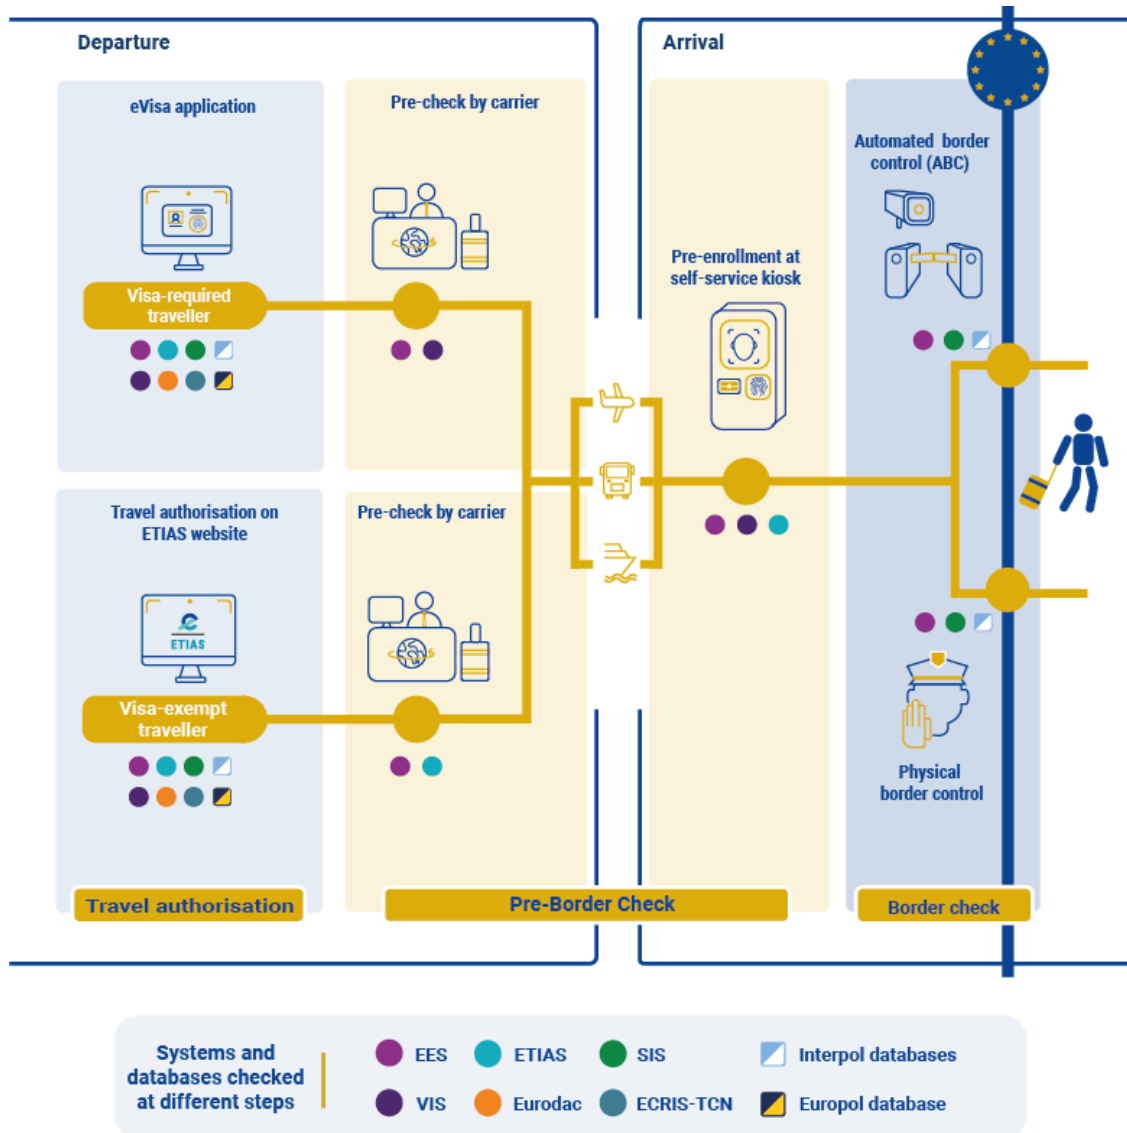 Departure
Arrival
eVisa application
Pre-check by carrier
Automated border
control (ABC)
Pre-enrollment at
self-service kiosk
Visa-required
traveller
Travel authorisation on
ETIAS website
Pre-check by carrier
ETIAS
Visa-exempt
traveller
Physical
border control
Travel authorisation
Pre-Border Check
Border check
Systems and
databases checked
at different steps
EES
ETIAS
SIS
Interpol databases
VIS
Eurodac
ECRIS-TCN
Europol database